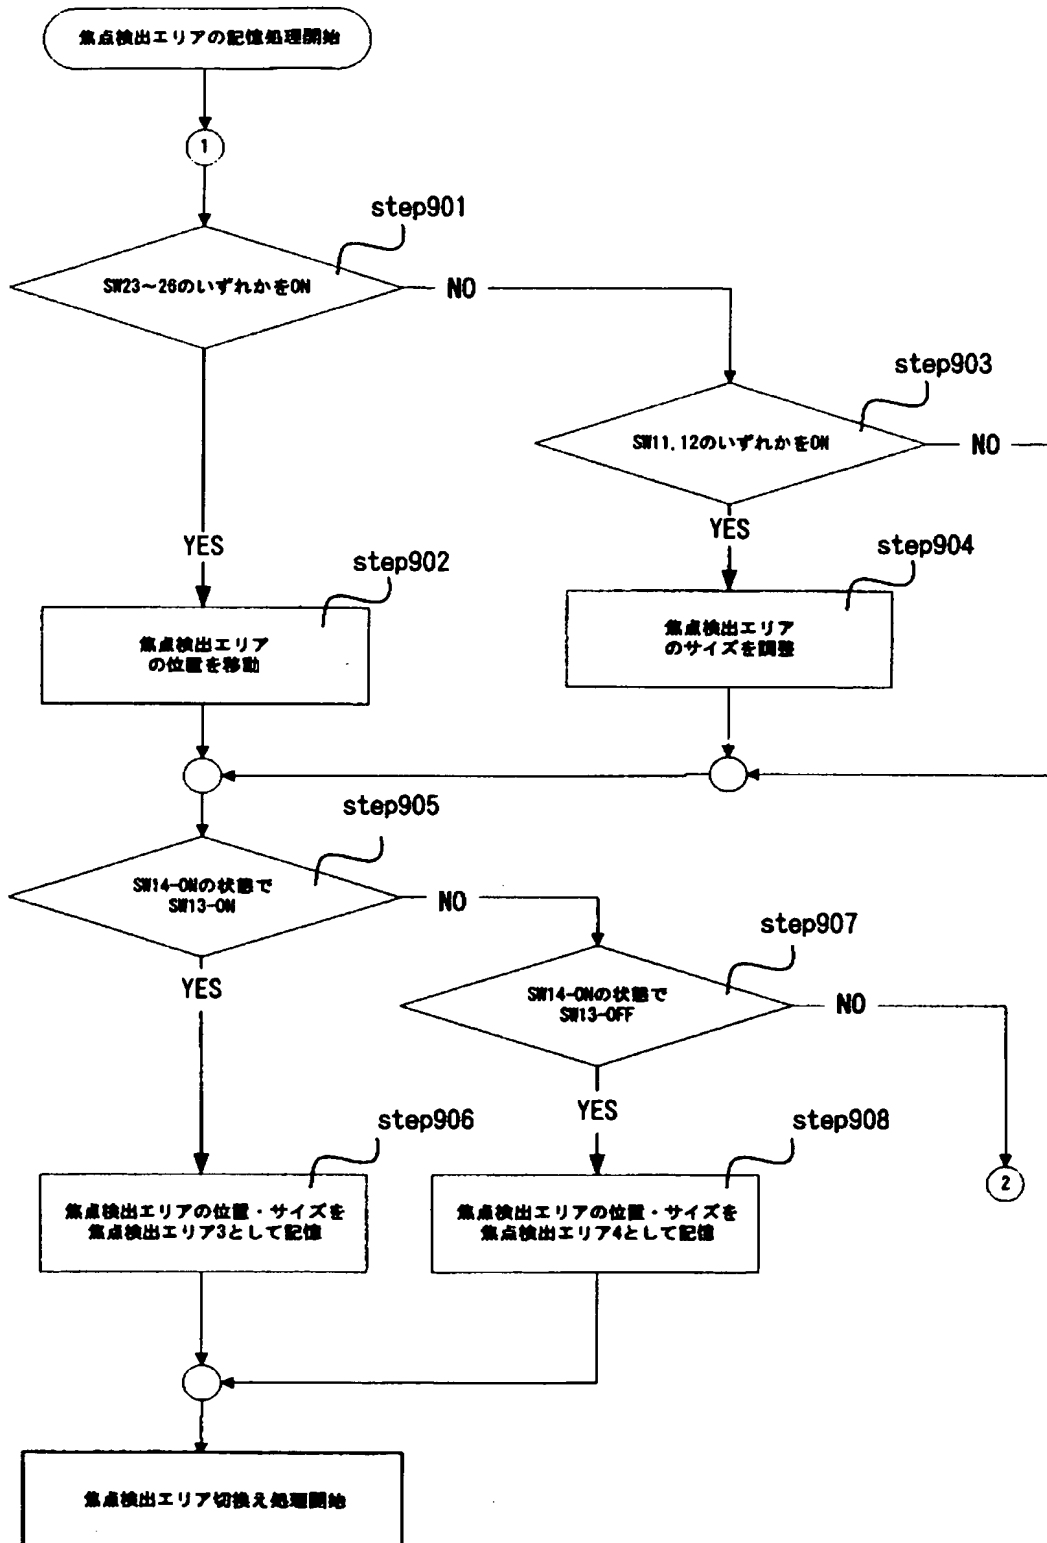 焦点検出エリアの記憶処理開始
1
step901
SW23～26のいずれかをON
NO
step903
SW11,12のいずれかをON
NO
YES
YES
step902
step904
焦点検出エリア
の位置を移動
焦点検出エリア
のサイズを調整
step905
SW14-ONの状態で
SW13-ON
NO
step907
YES
SW14-ONの状態で
SW13-OFF
NO
YES
step906
step908
2
焦点検出エリアの位置・サイズを
焦点検出エリア3として記憶
焦点検出エリアの位置・サイズを
焦点検出エリア4として記憶
焦点検出エリア切換え処理開始